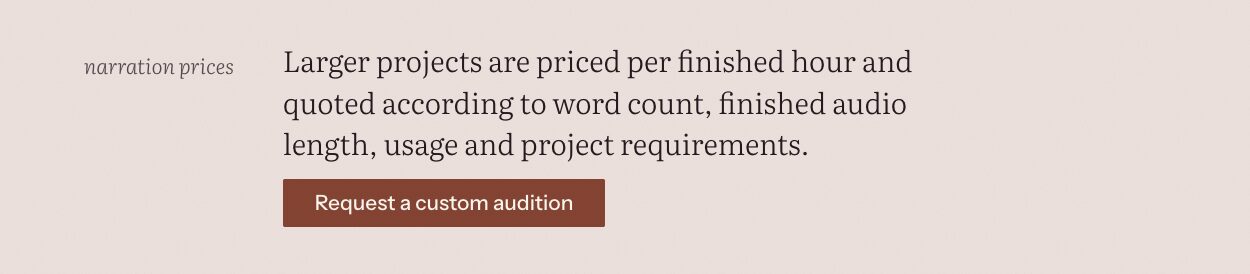 narration prices
Larger projects are priced per finished hour and
quoted according to word count, finished audio
length, usage and project requirements.
Request a custom audition